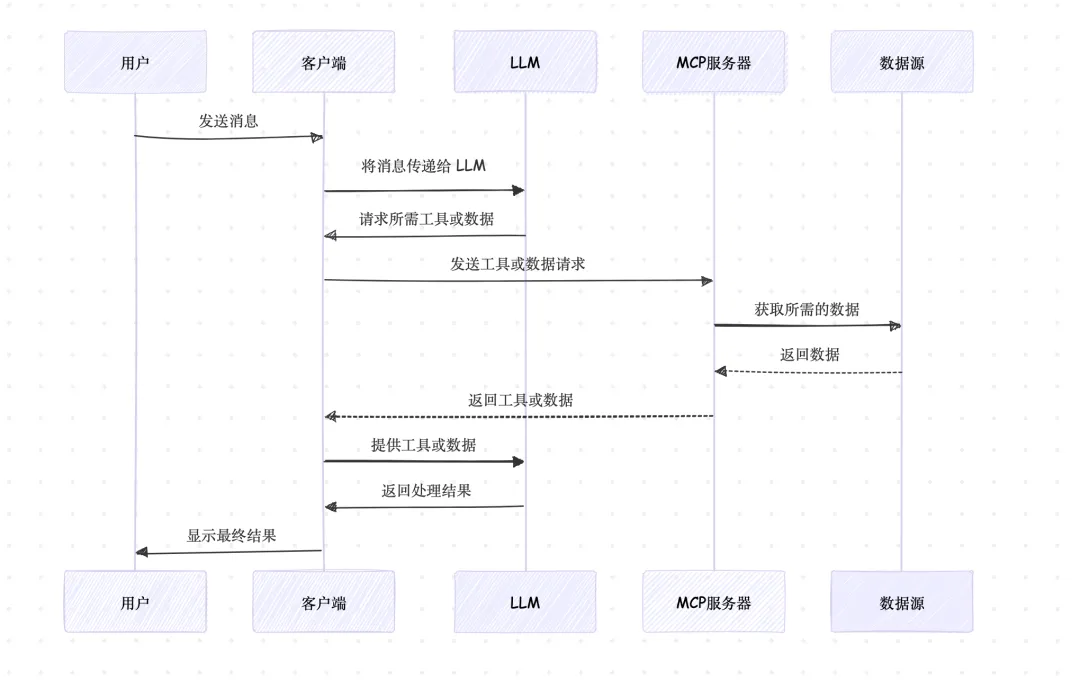 用户
客户端
LLM
MCP服务器
数据源
发送消息
将消息传递给 LLM
请求所需工具或数据
发送工具或数据请求
获取所需的数据
返回数据
返回工具或数据
提供工具或数据
返回处理结果
显示最终结果
用户
客户端
LLM
MCP服务器
数据源